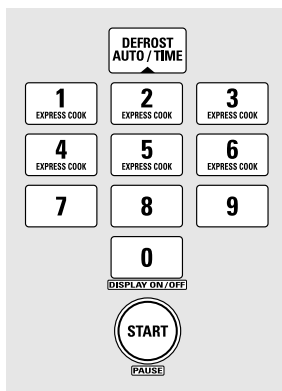 DEFROST
AUTO / TIME
1 2 3
EXPRESS COOK EXPRESS COOK EXPRESS COOK
4 5 6
EXPRESS COOK EXPRESS COOK EXPRESS COOK
7 8 9
0
DISPLAY ON/OFF
START
PAUSE